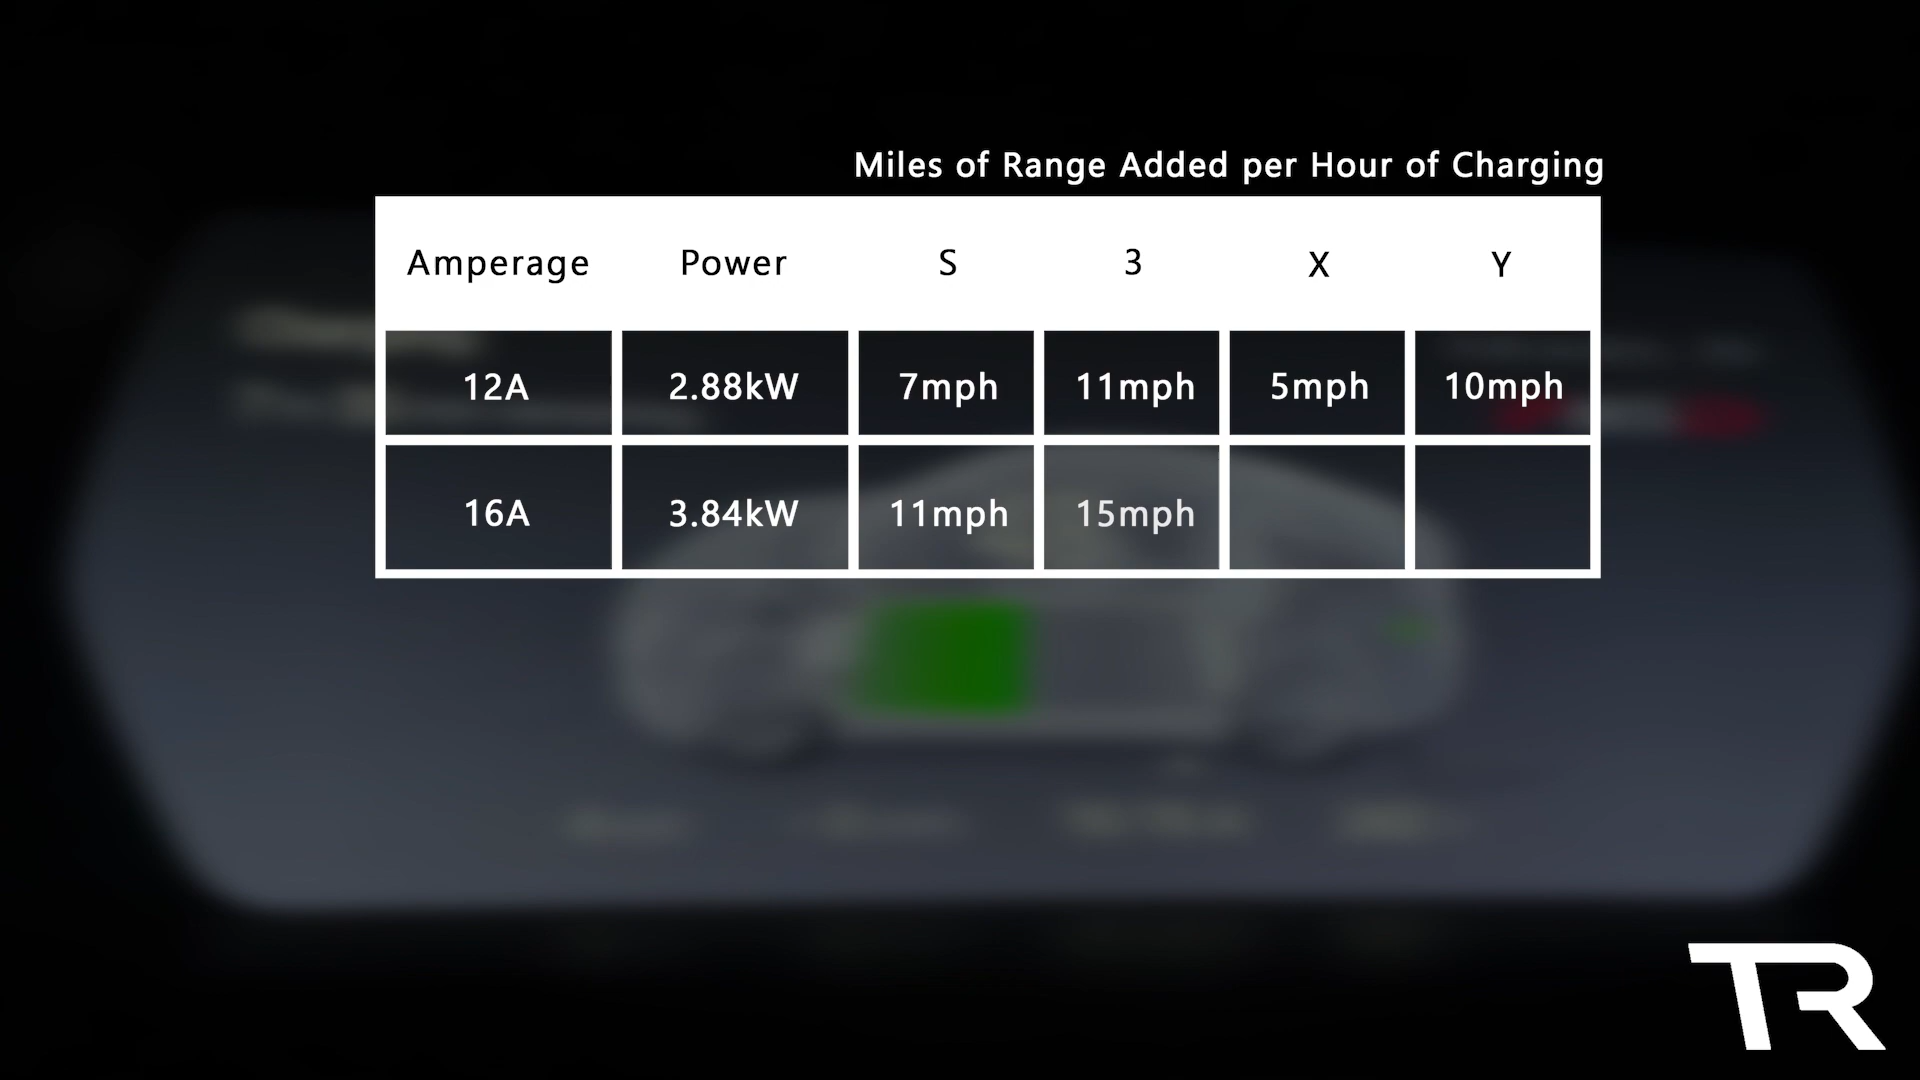 Miles of Range Added per Hour of Charging
Amperage Power S 3 X Y
12A 2.88kW 7mph 11mph 5mph 10mph
16A 3.84kW 11mph 15mph
TR